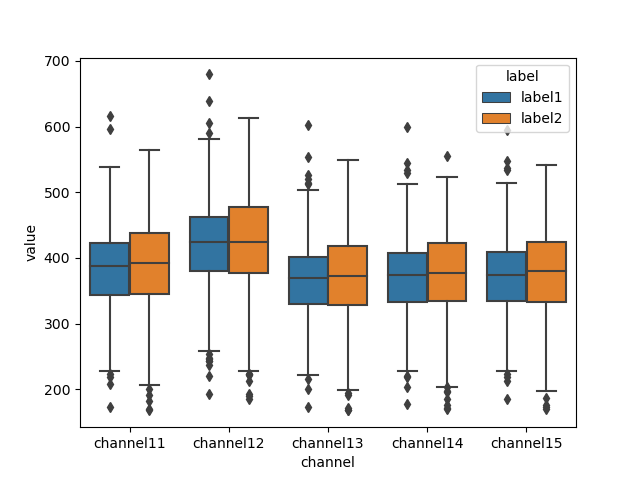 700
600
500
400
300
200
value
label
label1
label2
channel11 channel12 channel13 channel14 channel15
channel